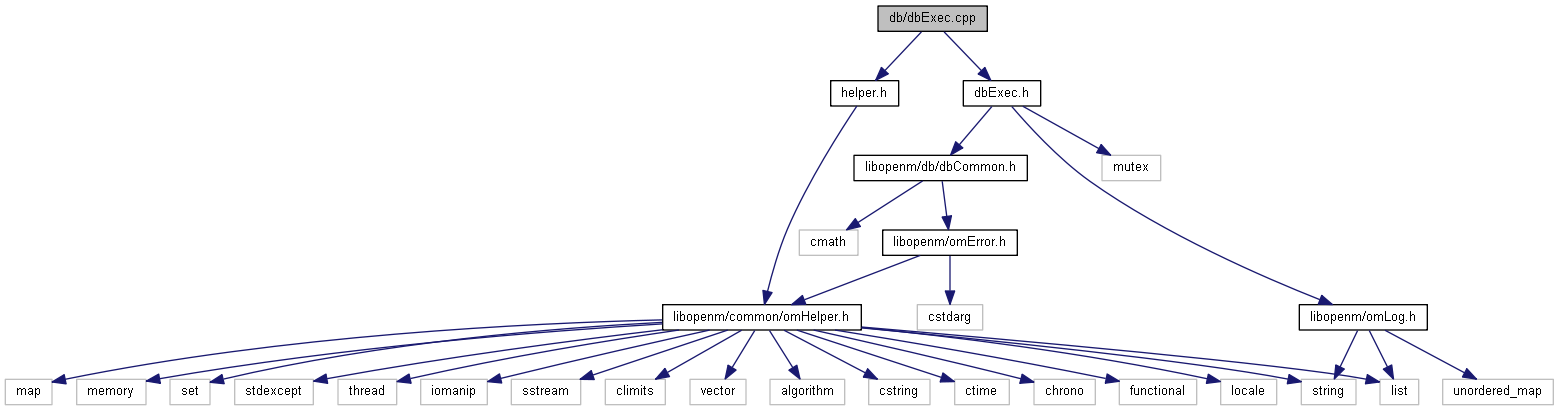 db/dbExec.cpp
helper.h
dbExec.h
libopenm/db/dbCommon.h
mutex
cmath
libopenm/omError.h
libopenm/common/omHelper.h
cstdarg
libopenm/omLog.h
map
memory
set
stdexcept
thread
iomanip
sstream
climits
vector
algorithm
cstring
ctime
chrono
functional
locale
string
list
unordered_map